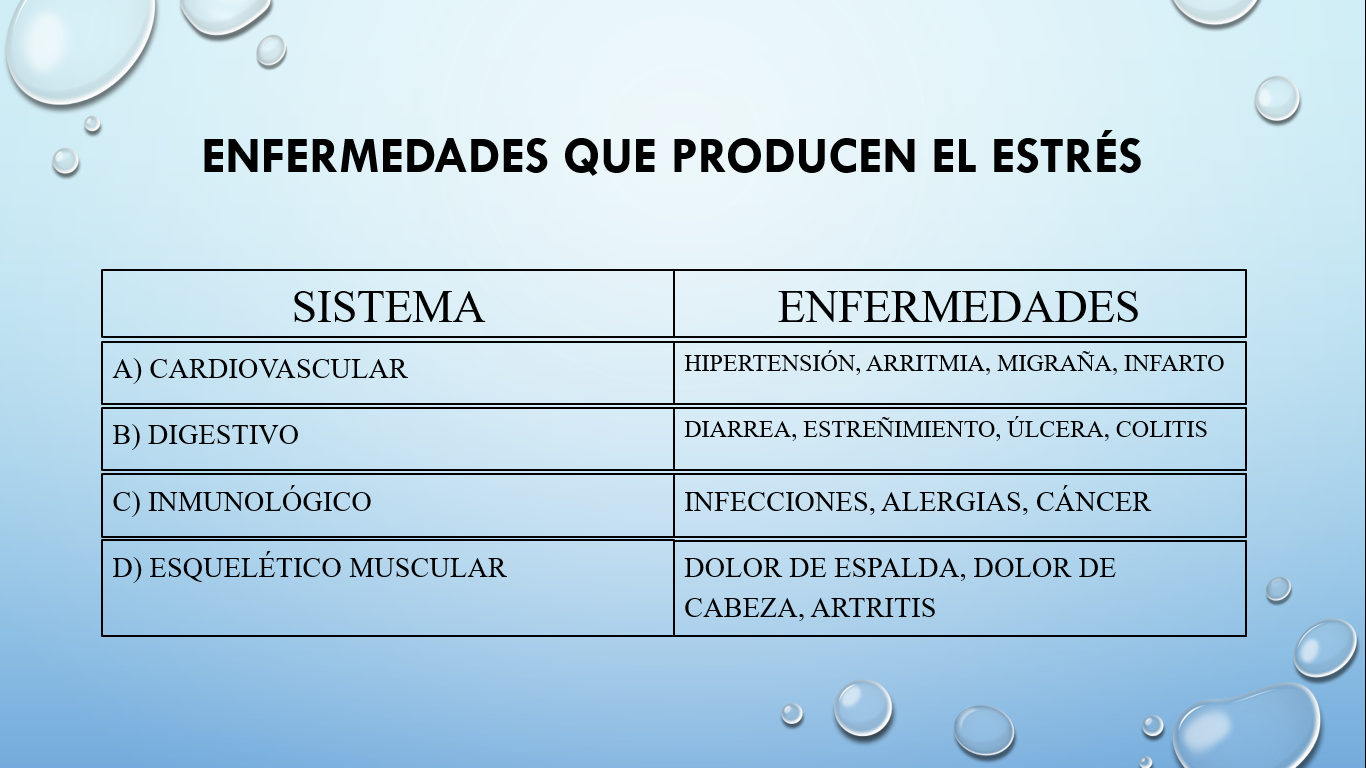 ENFERMEDADES QUE PRODUCEN EL ESTRÉS
SISTEMA ENFERMEDADES
A) CARDIOVASCULAR HIPERTENSIÓN, ARRITMIA, MIGRAÑA, INFARTO
B) DIGESTIVO DIARREA, ESTREÑIMIENTO, ÚLCERA, COLITIS
C) INMUNOLÓGICO INFECCIONES, ALERGIAS, CÁNCER
D) ESQUELÉTICO MUSCULAR DOLOR DE ESPALDA, DOLOR DE
CABEZA, ARTRITIS